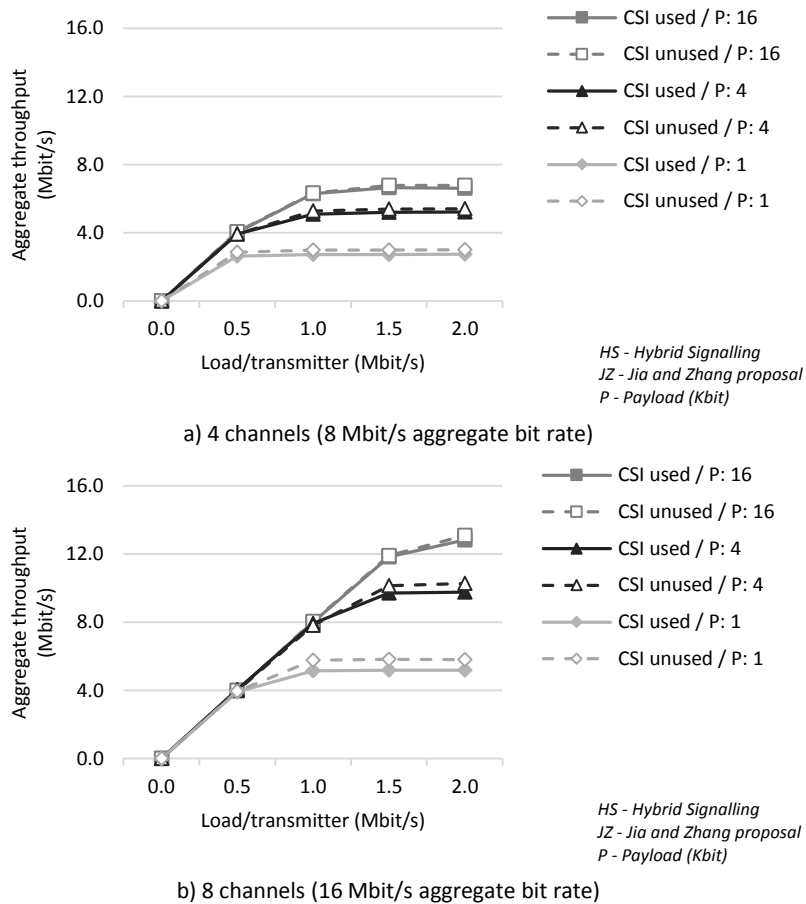 16.0
12.0
8.0
4.0
0.0
Aggregate throughput
(Mbit/s)
0.0 0.5 1.0 1.5 2.0
Load/transmitter (Mbit/s)
CSI used / P: 16
CSI unused / P: 16
CSI used / P: 4
CSI unused / P: 4
CSI used / P: 1
CSI unused / P: 1
HS - Hybrid Signalling
JZ - Jia and Zhang proposal
P - Payload (Kbit)
a) 4 channels (8 Mbit/s aggregate bit rate)
16.0
12.0
8.0
4.0
0.0
Aggregate throughput
(Mbit/s)
0.0 0.5 1.0 1.5 2.0
Load/transmitter (Mbit/s)
CSI used / P: 16
CSI unused / P: 16
CSI used / P: 4
CSI unused / P: 4
CSI used / P: 1
CSI unused / P: 1
HS - Hybrid Signalling
JZ - Jia and Zhang proposal
P - Payload (Kbit)
b) 8 channels (16 Mbit/s aggregate bit rate)